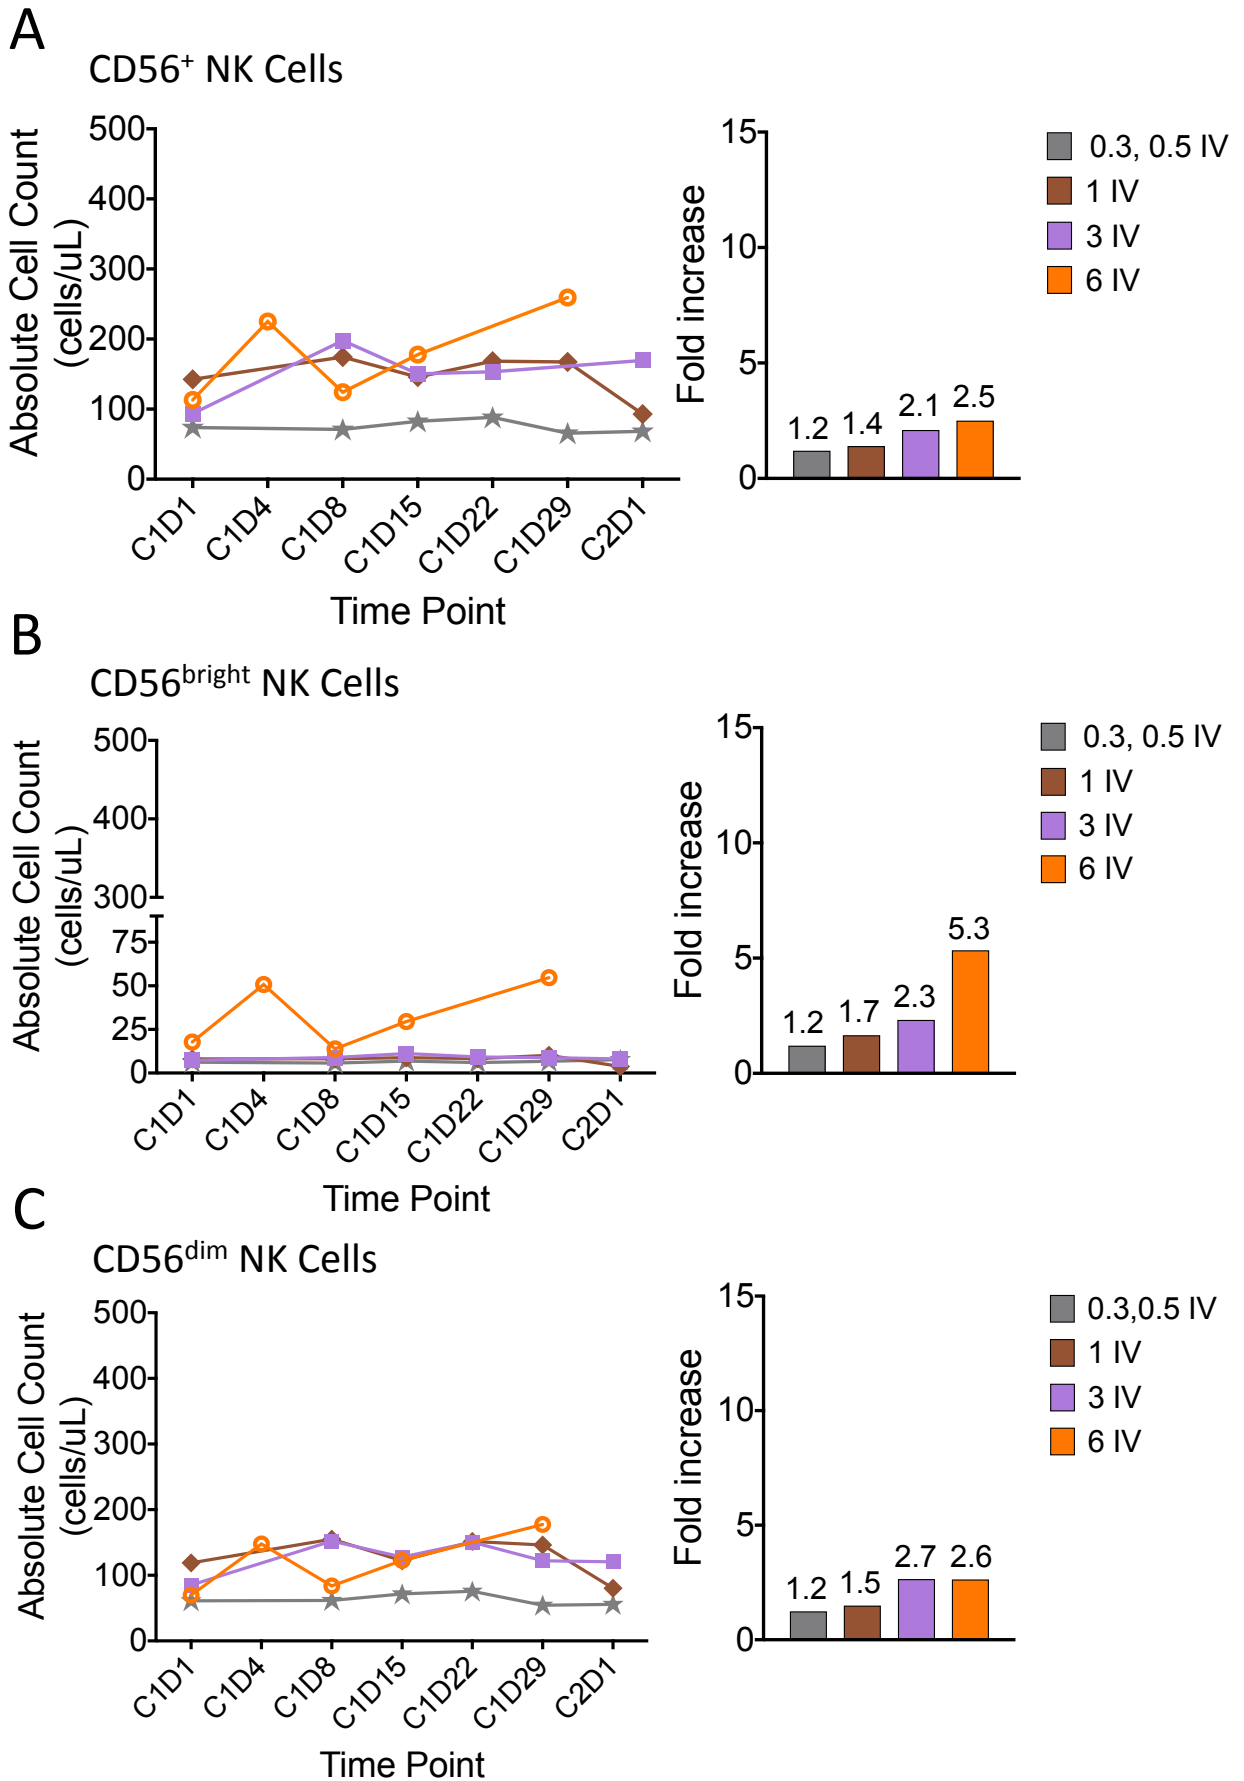 A
CD56+ NK Cells
Absolute Cell Count
(cells/uL)
500
400
300
200
100
0
C1D1
C1D4
C1D8
C1D15
C1D22
C1D29
C2D1
Time Point
Fold increase
15
10
5
0
1.2
1.4
2.1
2.5
0.3, 0.5 IV
1 IV
3 IV
6 IV
B
CD56bright NK Cells
Absolute Cell Count
(cells/uL)
500
400
300
75
50
25
0
C1D1
C1D4
C1D8
C1D15
C1D22
C1D29
C2D1
Time Point
Fold increase
15
10
5
0
1.2
1.7
2.3
5.3
0.3, 0.5 IV
1 IV
3 IV
6 IV
C
CD56dim NK Cells
Absolute Cell Count
(cells/uL)
500
400
300
200
100
0
C1D1
C1D4
C1D8
C1D15
C1D22
C1D29
C2D1
Time Point
Fold increase
15
10
5
0
1.2
1.5
2.7
2.6
0.3,0.5 IV
1 IV
3 IV
6 IV